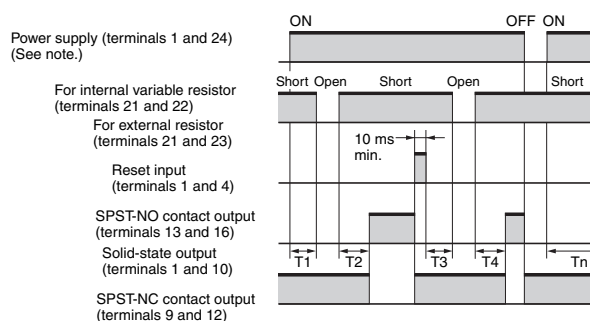 ON OFF ON
Power supply (terminals 1 and 24)
(See note.)
Short Open Short Open Short
For internal variable resistor
(terminals 21 and 22)
For external resistor
(terminals 21 and 23)
10 ms
min.
Reset input
(terminals 1 and 4)
SPST-NO contact output
(terminals 13 and 16)
Solid-state output
(terminals 1 and 10)
T1 T2 T3 T4 Tn
SPST-NC contact output
(terminals 9 and 12)